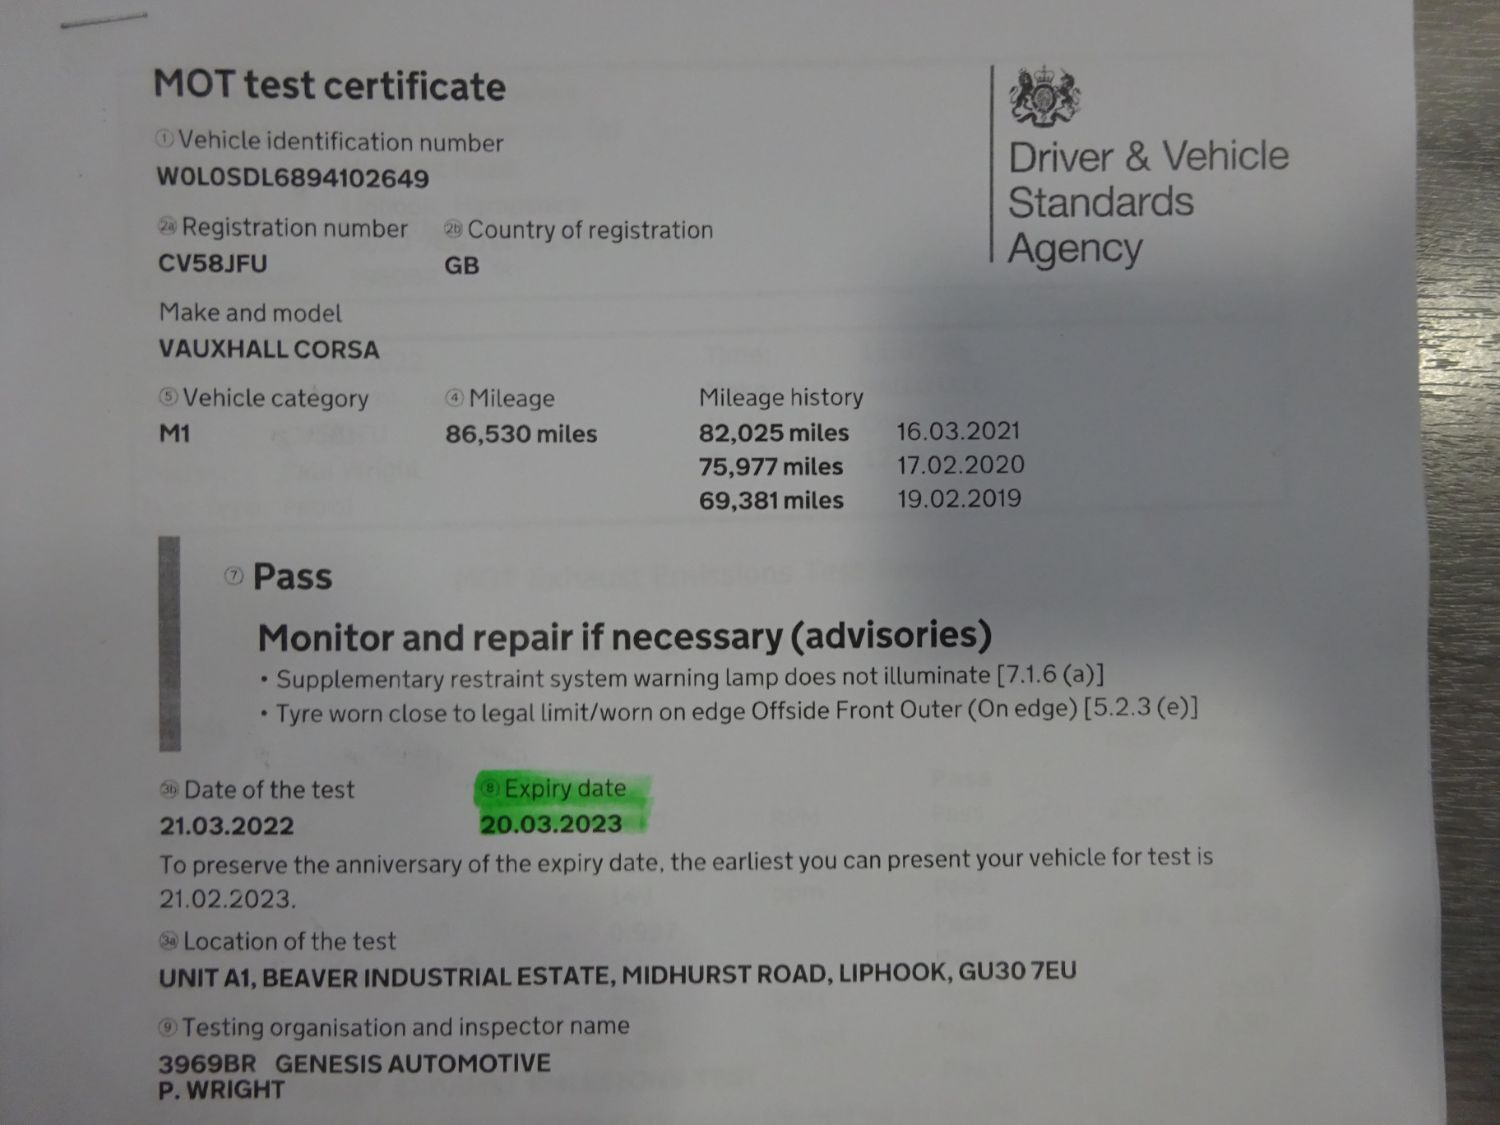 MOT test certificate
① Vehicle identification number
W0L0SDL6894102649
2a Registration number 2b Country of registration
CV58JFU GB
Make and model
VAUXHALL CORSA
⑤ Vehicle category ④ Mileage Mileage history
M1 86,530 miles 82,025 miles 16.03.2021
75,977 miles 17.02.2020
69,381 miles 19.02.2019
Driver & Vehicle
Standards
Agency
⑦ Pass
Monitor and repair if necessary (advisories)
• Supplementary restraint system warning lamp does not illuminate [7.1.6 (a)]
• Tyre worn close to legal limit/worn on edge Offside Front Outer (On edge) [5.2.3 (e)]
3b Date of the test ⑧ Expiry date
21.03.2022 20.03.2023
To preserve the anniversary of the expiry date, the earliest you can present your vehicle for test is
21.02.2023.
3a Location of the test
UNIT A1, BEAVER INDUSTRIAL ESTATE, MIDHURST ROAD, LIPHOOK, GU30 7EU
⑨ Testing organisation and inspector name
3969BR GENESIS AUTOMOTIVE
P. WRIGHT